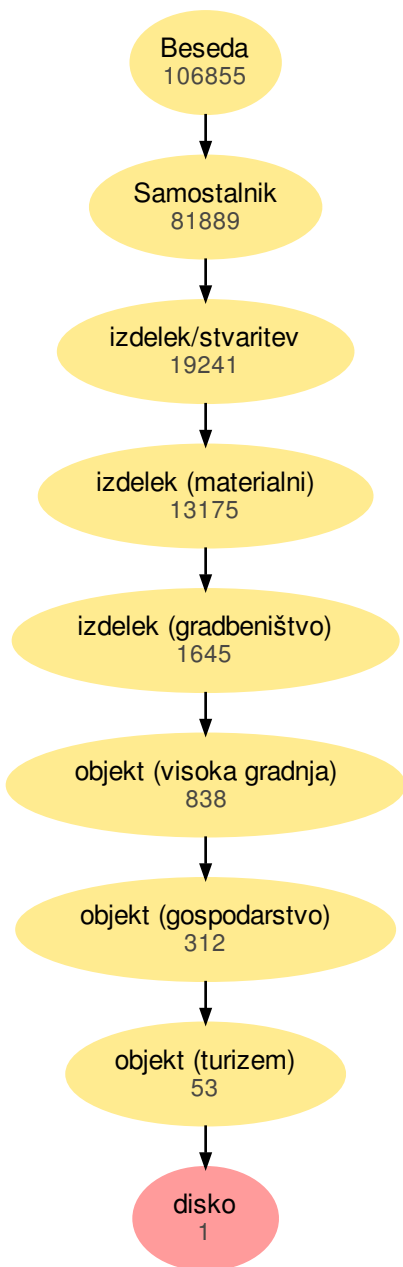 Beseda
106855
Samostalnik
81889
izdelek/stvaritev
19241
izdelek (materialni)
13175
izdelek (gradbeništvo)
1645
objekt (visoka gradnja)
838
objekt (gospodarstvo)
312
objekt (turizem)
53
disko
1